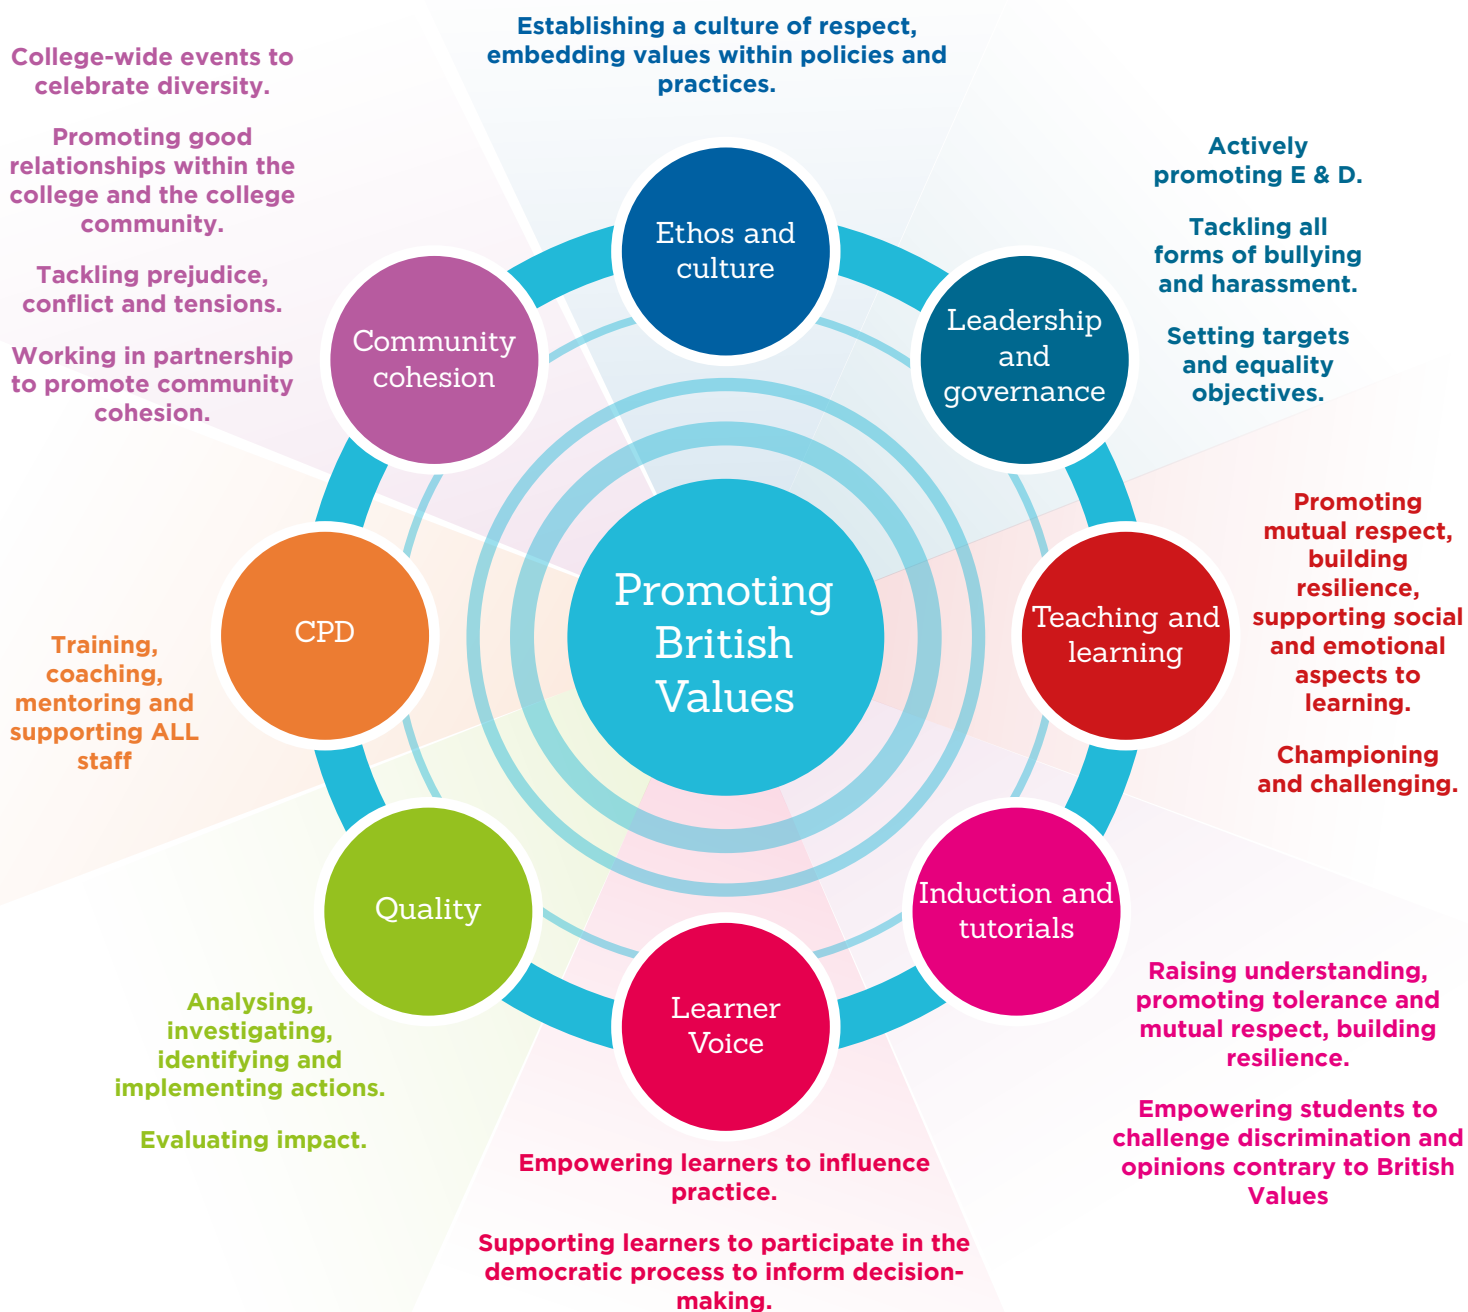 Establishing a culture of respect,
embedding values within policies and
practices.
College-wide events to
celebrate diversity.
Promoting good
relationships within the
college and the college
community.
Tackling prejudice,
conflict and tensions.
Working in partnership
to promote community
cohesion.
Actively
promoting E & D.
Tackling all
forms of bullying
and harassment.
Setting targets
and equality
objectives.
Ethos and
culture
Community
cohesion
Leadership
and
governance
Promoting
British
Values
CPD
Training,
coaching,
mentoring and
supporting ALL
staff
Teaching and
learning
Promoting
mutual respect,
building
resilience,
supporting social
and emotional
aspects to
learning.
Championing
and challenging.
Quality
Analysing,
investigating,
identifying and
implementing actions.
Evaluating impact.
Induction and
tutorials
Raising understanding,
promoting tolerance and
mutual respect, building
resilience.
Empowering students to
challenge discrimination and
opinions contrary to British
Values
Learner
Voice
Empowering learners to influence
practice.
Supporting learners to participate in the
democratic process to inform decision-
making.